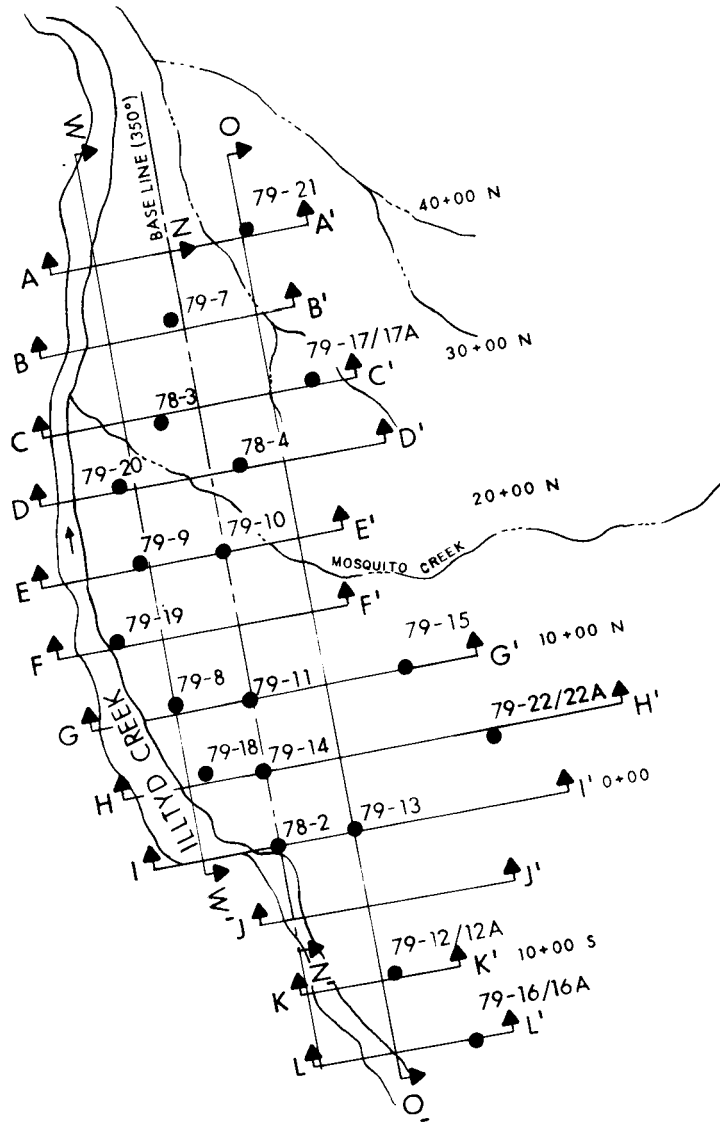 W
O
BASE LINE (350°)
79-21
40+00 N
N
A'
A
79-7
B'
B
79-17/17A
30+00 N
C'
78-3
C
78-4
D'
79-20
D
20+00 N
79-10
E'
79-9
MOSQUITO CREEK
E
F'
79-19
F
79-15
G' 10+00 N
79-8
79-11
79-22/22A
G
H'
79-18
79-14
H
ILLTYD CREEK
I' 0+00
78-2
79-13
I
W'
J'
J
79-12/12A
10+00 S
K'
N'
K
79-16/16A
L'
L
O'